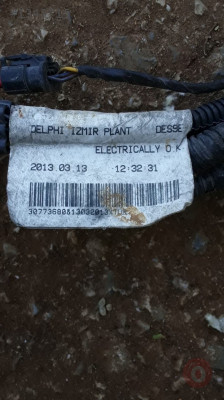 DELPHI IZMIR PLANT DESSE
ELECTRICALLY O K
2013 03 13 12:32:31